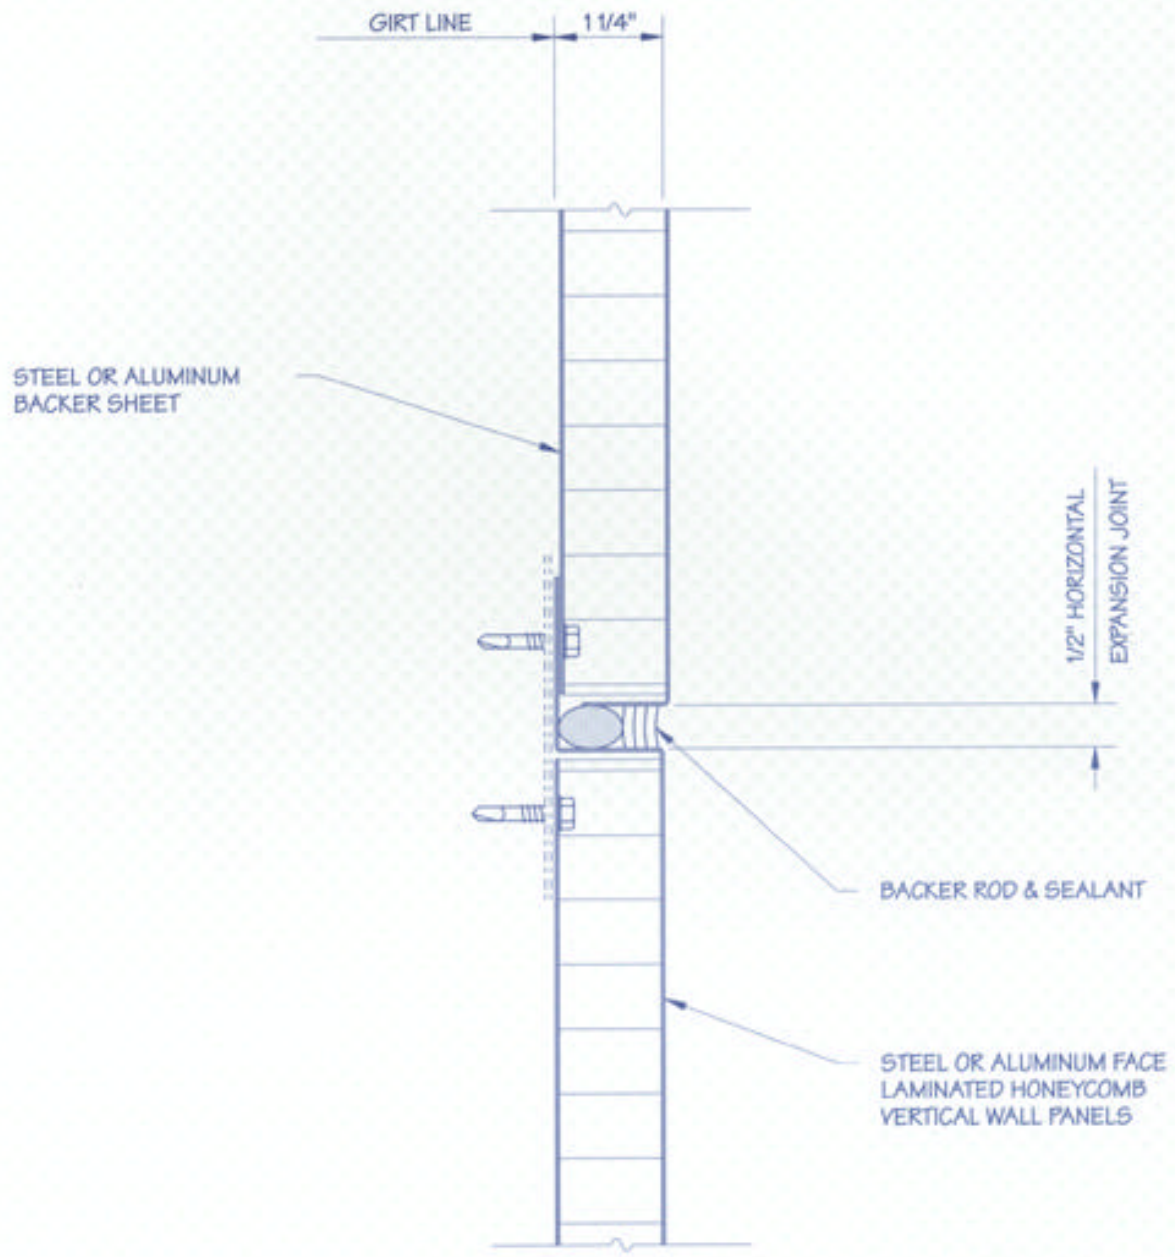 GIRT LINE
1 1/4"
STEEL OR ALUMINUM
BACKER SHEET
1/2" HORIZONTAL
EXPANSION JOINT
BACKER ROD & SEALANT
STEEL OR ALUMINUM FACE
LAMINATED HONEYCOMB
VERTICAL WALL PANELS